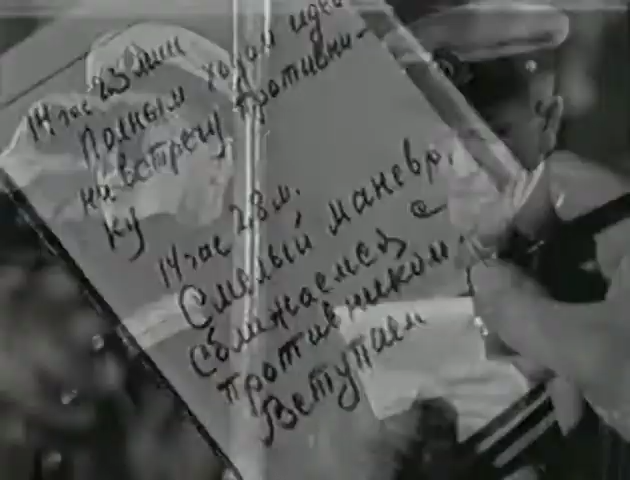 14 час 23 мин
Полным ходом идем
на встречу противни-
ку
14 час 28 м.
Смелый маневр.
Сближаемся с
противником.
Вступаем